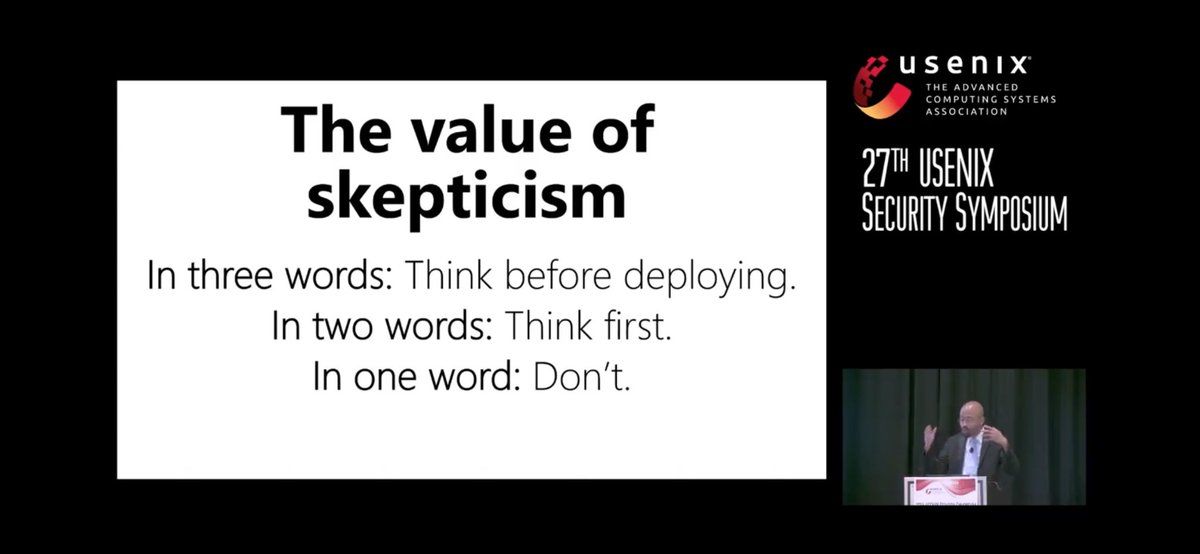 The value of
skepticism
In three words: Think before deploying.
In two words: Think first.
In one word: Don't.
usenix
THE ADVANCED
COMPUTING SYSTEMS
ASSOCIATION
27TH USENIX
SECURITY SYMPOSIUM